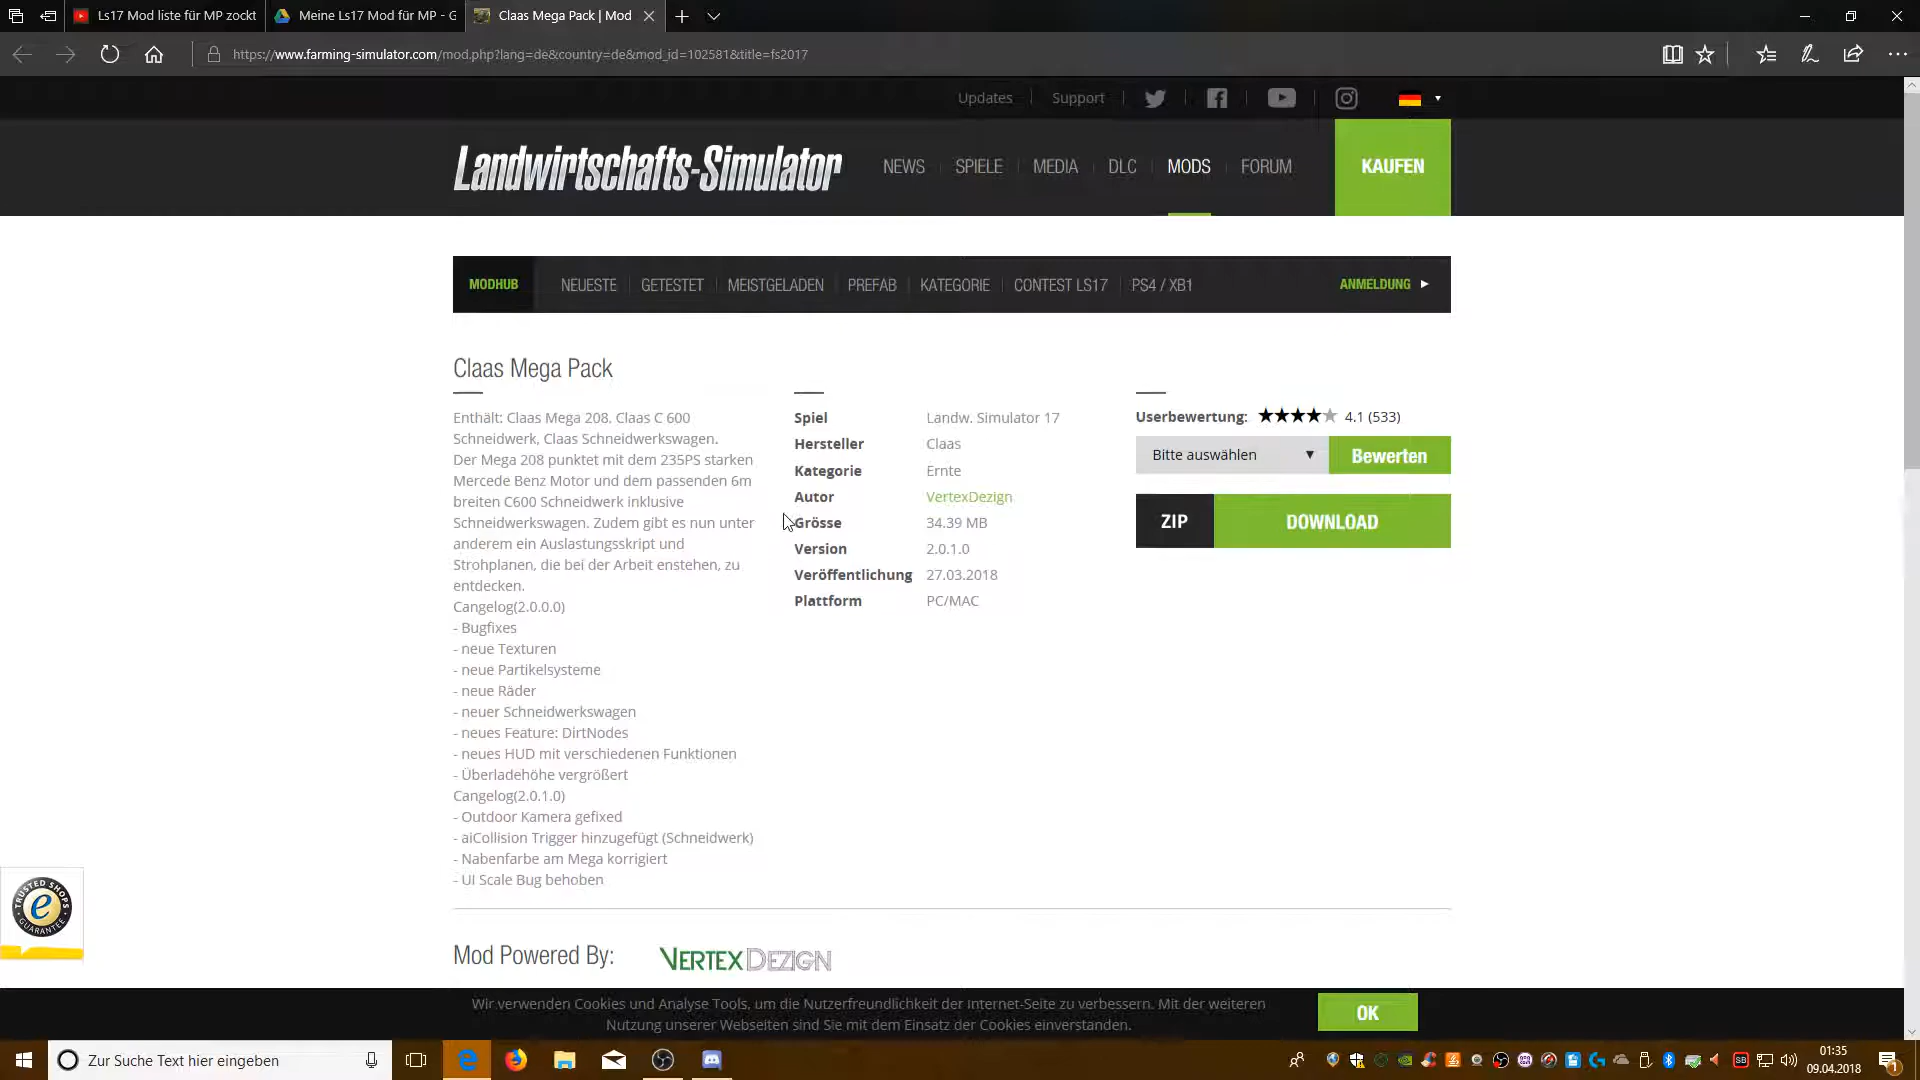 Ls17 Mod liste für MP zockt
Meine Ls17 Mod für MP - G
Claas Mega Pack | Mod
https://www.farming-simulator.com/mod.php?lang=de&country=de&mod_id=102581&title=fs2017
Updates
Support
Landwirtschafts-Simulator
NEWS
SPIELE
MEDIA
DLC
MODS
FORUM
KAUFEN
MODHUB
NEUESTE
GETESTET
MEISTGELADEN
PREFAB
KATEGORIE
CONTEST LS17
PS4 / XB1
ANMELDUNG
Claas Mega Pack
Enthält: Claas Mega 208. Claas C 600
Schneidwerk, Claas Schneidwerkswagen.
Der Mega 208 punktet mit dem 235PS starken
Mercede Benz Motor und dem passenden 6m
breiten C600 Schneidwerk inklusive
Schneidwerkswagen. Zudem gibt es nun unter
anderem ein Auslastungsskript und
Strohplanen, die bei der Arbeit enstehen, zu
entdecken.
Cangelog(2.0.0.0)
- Bugfixes
- neue Texturen
- neue Partikelsysteme
- neue Räder
- neuer Schneidwerkswagen
- neues Feature: DirtNodes
- neues HUD mit verschiedenen Funktionen
- Überladehöhe vergrößert
Cangelog(2.0.1.0)
- Outdoor Kamera gefixed
- aiCollision Trigger hinzugefügt (Schneidwerk)
- Nabenfarbe am Mega korrigiert
- UI Scale Bug behoben
Spiel Landw. Simulator 17
Hersteller Claas
Kategorie Ernte
Autor VertexDezign
Grösse 34.39 MB
Version 2.0.1.0
Veröffentlichung 27.03.2018
Plattform PC/MAC
Userbewertung: 4.1 (533)
Bitte auswählen
Bewerten
ZIP DOWNLOAD
TRUSTED SHOPS
GUARANTEE
Mod Powered By: VERTEXDEZIGN
Wir verwenden Cookies und Analyse Tools, um die Nutzerfreundlichkeit der Internet-Seite zu verbessern. Mit der weiteren
Nutzung unserer Webseiten sind Sie mit dem Einsatz der Cookies einverstanden.
OK
Zur Suche Text hier eingeben
01:35
09.04.2018